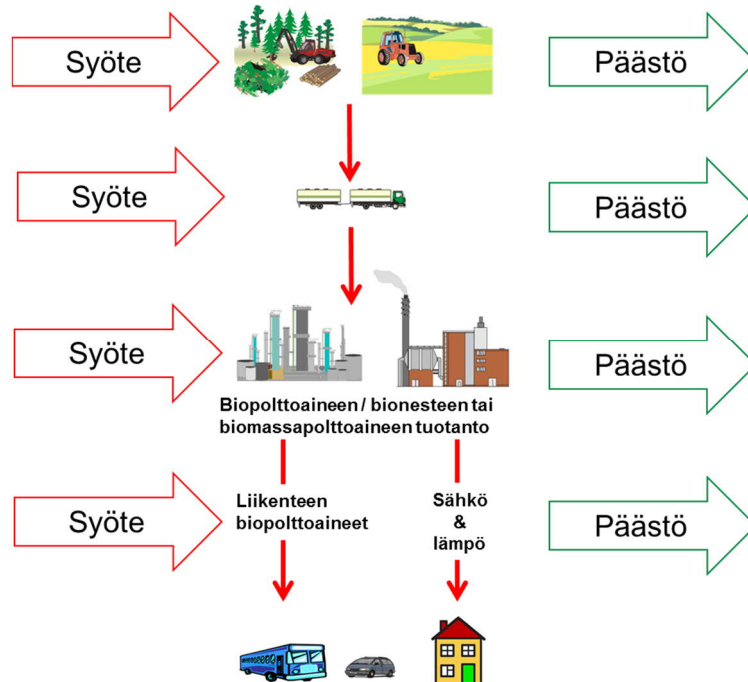 Syöte
Päästö
Syöte
Päästö
Syöte
Päästö
Biopolttoaineen / bionesteen tai
biomassapolttoaineen tuotanto
Syöte
Liikenteen
biopolttoaineet
Sähkö
&
lämpö
Päästö